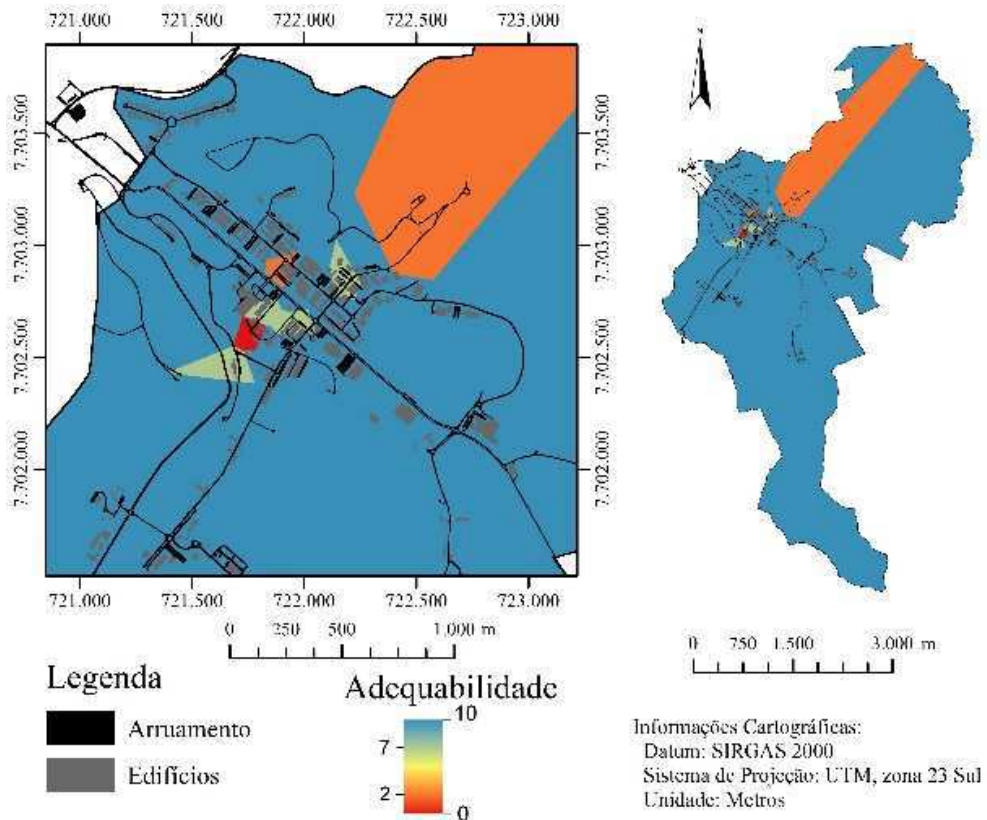 721.000 721.500 722.000 722.500 723.000
7.703.500
7.703.000
7.702.500
7.702.000
7.703.500
7.703.000
7.702.500
7.702.000
721.000 721.500 722.000 722.500 723.000
0 250 500 1.000 m
0 750 1.500 3.000 m
Legenda
Arruamento
Edifícios
Adequabilidade
10
7
2
0
Informações Cartográficas:
Datum: SIRGAS 2000
Sistema de Projeção: UTM, zona 23 Sul
Unidade: Metros